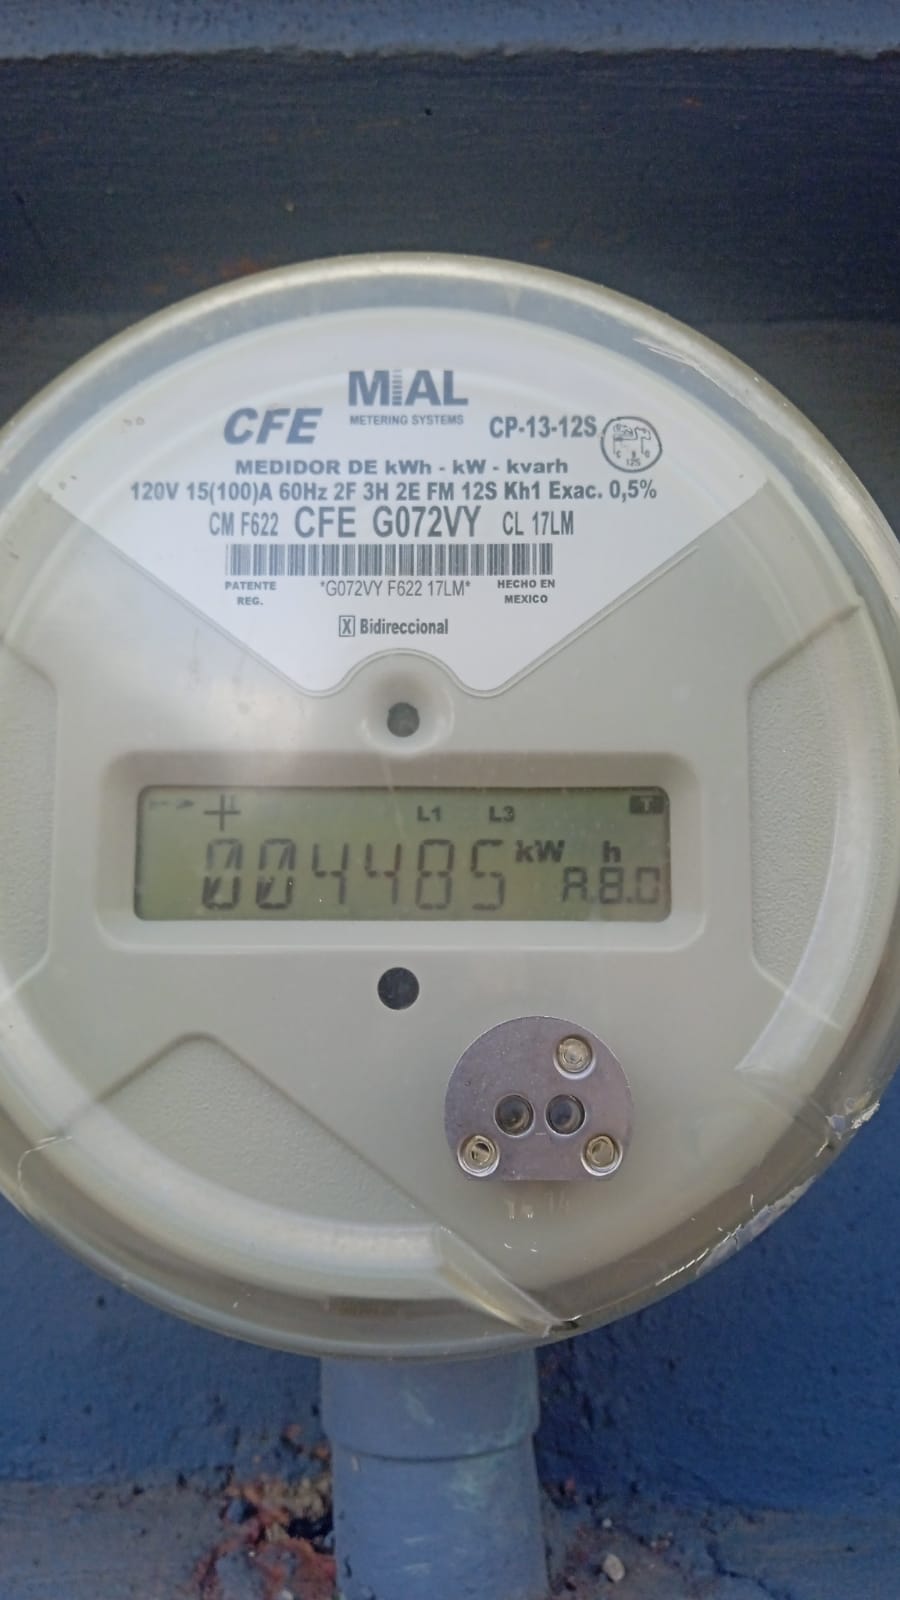 MIAL
METERING SYSTEMS
CFE
CP-13-12S
MEDIDOR DE kWh - kW - kvarh
120V 15(100)A 60Hz 2F 3H 2E FM 12S Kh1 Exac. 0,5%
CM F622 CFE G072VY CL 17LM
PATENTE REG.
*G072VY F622 17LM*
HECHO EN MEXICO
X Bidireccional
L1 L3 T
004485 kW h A.8.0